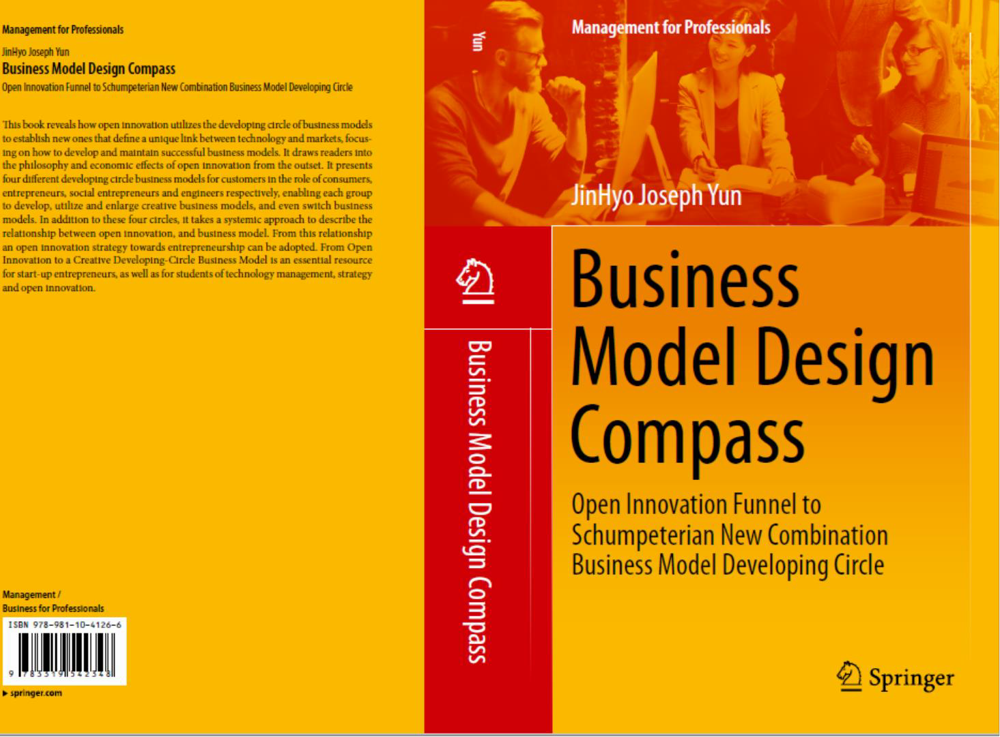 Management for Professionals
JinHyo Joseph Yun
Business Model Design Compass
Open Innovation Funnel to Schumpeterian New Combination Business Model Developing Circle
This book reveals how open innovation utilizes the developing circle of business models
to establish new ones that define a unique link between technology and markets, focus-
ing on how to develop and maintain successful business models. It draws readers into
the philosophy and economic effects of open innovation from the outset. It presents
four different developing circle business models for customers in the role of consumers,
entrepreneurs, social entrepreneurs and engineers respectively, enabling each group
to develop, utilize and enlarge creative business models, and even switch business
models. In addition to these four circles, it takes a systemic approach to describe the
relationship between open innovation, and business model. From this relationship
an open innovation strategy towards entrepreneurship can be adopted. From Open
Innovation to a Creative Developing-Circle Business Model is an essential resource
for start-up entrepreneurs, as well as for students of technology management, strategy
and open innovation.
Management /
Business for Professionals
ISBN 978-981-10-4126-6
9 783319 542348
springer.com
Yun
Business Model Design Compass
Management for Professionals
JinHyo Joseph Yun
Business
Model Design
Compass
Open Innovation Funnel to
Schumpeterian New Combination
Business Model Developing Circle
Springer